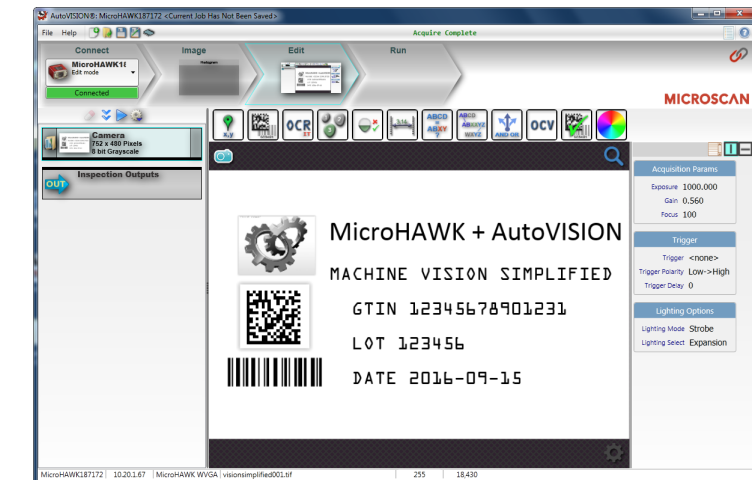 AutoVISION®: MicroHAWK187172 <Current Job Has Not Been Saved>
File Help Acquire Complete
Connect Image Edit Run
MicroHAWK18
Edit mode
Connected
MICROSCAN
X,Y
OCR
ABCD
ABXY
?
ABCD
WXYZ
AND OR
OCV
Camera
752 x 480 Pixels
8 bit Grayscale
OUT
Inspection Outputs
MicroHAWK + AutoVISION
MACHINE VISION SIMPLIFIED
GTIN 12345678901231
LOT 123456
DATE 2016-09-15
Acquisition Params
Exposure 1000.000
Gain 0.560
Focus 100
Trigger
Trigger <none>
Trigger Polarity Low->High
Trigger Delay 0
Lighting Options
Lighting Mode Strobe
Lighting Select Expansion
MicroHAWK187172 10.20.1.67 MicroHAWK WVGA visionsimplified001.tif 255 18,430